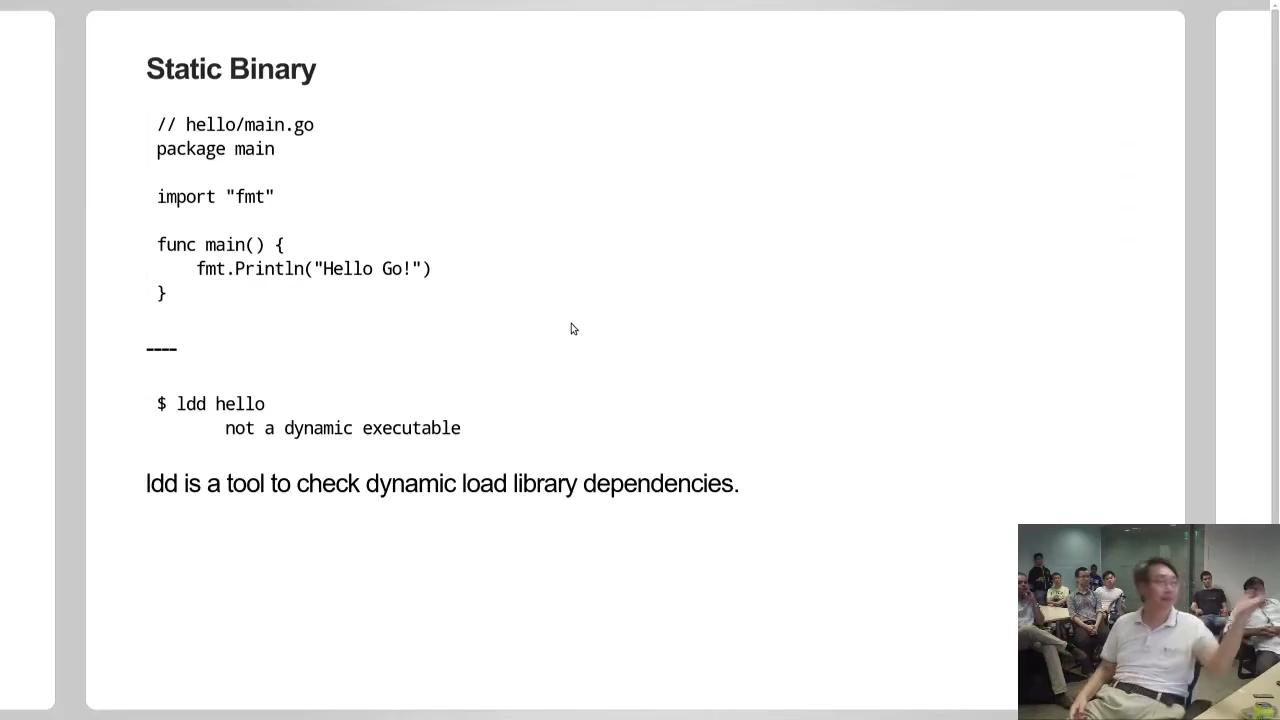 Static Binary
// hello/main.go
package main
import "fmt"
func main() {
    fmt.Println("Hello Go!")
}
----
$ ldd hello
       not a dynamic executable
ldd is a tool to check dynamic load library dependencies.